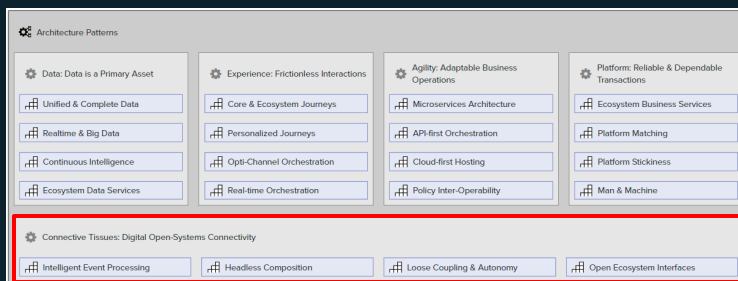 Architecture Patterns
Data: Data is a Primary Asset
Unified & Complete Data
Realtime & Big Data
Continuous Intelligence
Ecosystem Data Services
Experience: Frictionless Interactions
Core & Ecosystem Journeys
Personalized Journeys
Opti-Channel Orchestration
Real-time Orchestration
Agility: Adaptable Business
Operations
Microservices Architecture
API-first Orchestration
Cloud-first Hosting
Policy Inter-Operability
Platform: Reliable & Dependable
Transactions
Ecosystem Business Services
Platform Matching
Platform Stickiness
Man & Machine
Connective Tissues: Digital Open-Systems Connectivity
Intelligent Event Processing
Headless Composition
Loose Coupling & Autonomy
Open Ecosystem Interfaces